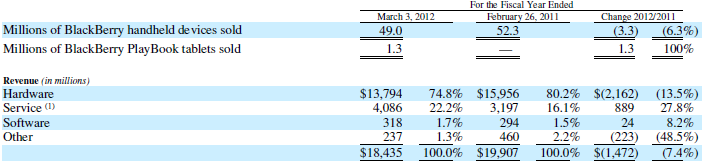 For the Fiscal Year Ended
March 3, 2012 February 26, 2011 Change 2012/2011
Millions of BlackBerry handheld devices sold 49.0 52.3 (3.3) (6.3%)
Millions of BlackBerry PlayBook tablets sold 1.3 — 1.3 100%
Revenue (in millions)
Hardware $13,794 74.8% $15,956 80.2% $(2,162) (13.5%)
Service (1) 4,086 22.2% 3,197 16.1% 889 27.8%
Software 318 1.7% 294 1.5% 24 8.2%
Other 237 1.3% 460 2.2% (223) (48.5%)
$18,435 100.0% $19,907 100.0% $(1,472) (7.4%)